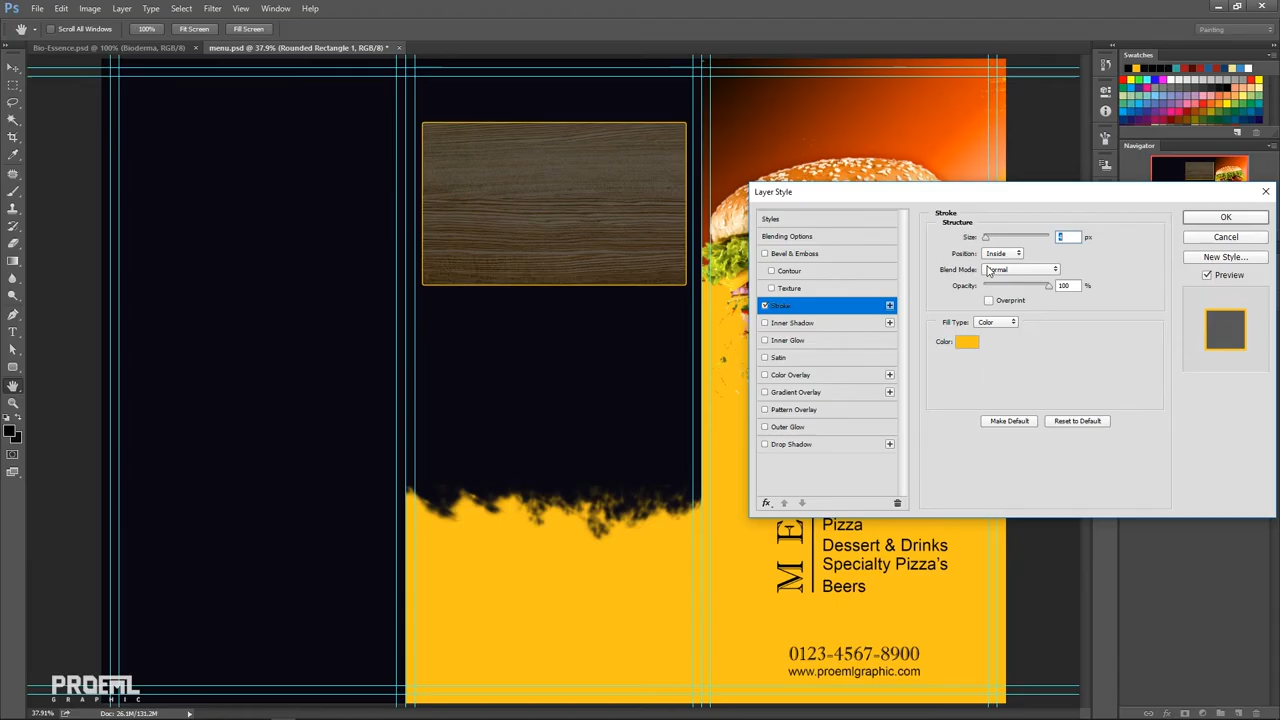 Ps File Edit Image Layer Type Select Filter View Window Help
Scroll All Windows 100% Fit Screen Fill Screen Painting
Bio-Essence.psd @ 100% (Bioderma, RGB/8) × menu.psd @ 37.9% (Rounded Rectangle 1, RGB/8) * ×
Swatches
Navigator
Layer Style
Styles
Blending Options
Bevel & Emboss
Contour
Texture
Stroke
Inner Shadow
Inner Glow
Satin
Color Overlay
Gradient Overlay
Pattern Overlay
Outer Glow
Drop Shadow
fx
Stroke
Structure
Size: px
Position: Inside
Blend Mode: Normal
Opacity: 100 %
Overprint
Fill Type: Color
Color:
Make Default Reset to Default
OK
Cancel
New Style...
Preview
M E
Pizza
Dessert & Drinks
Specialty Pizza's
Beers
0123-4567-8900
www.proemlgraphic.com
PROEML
GRAPHIC
37.91% Doc: 26.1M/131.2M